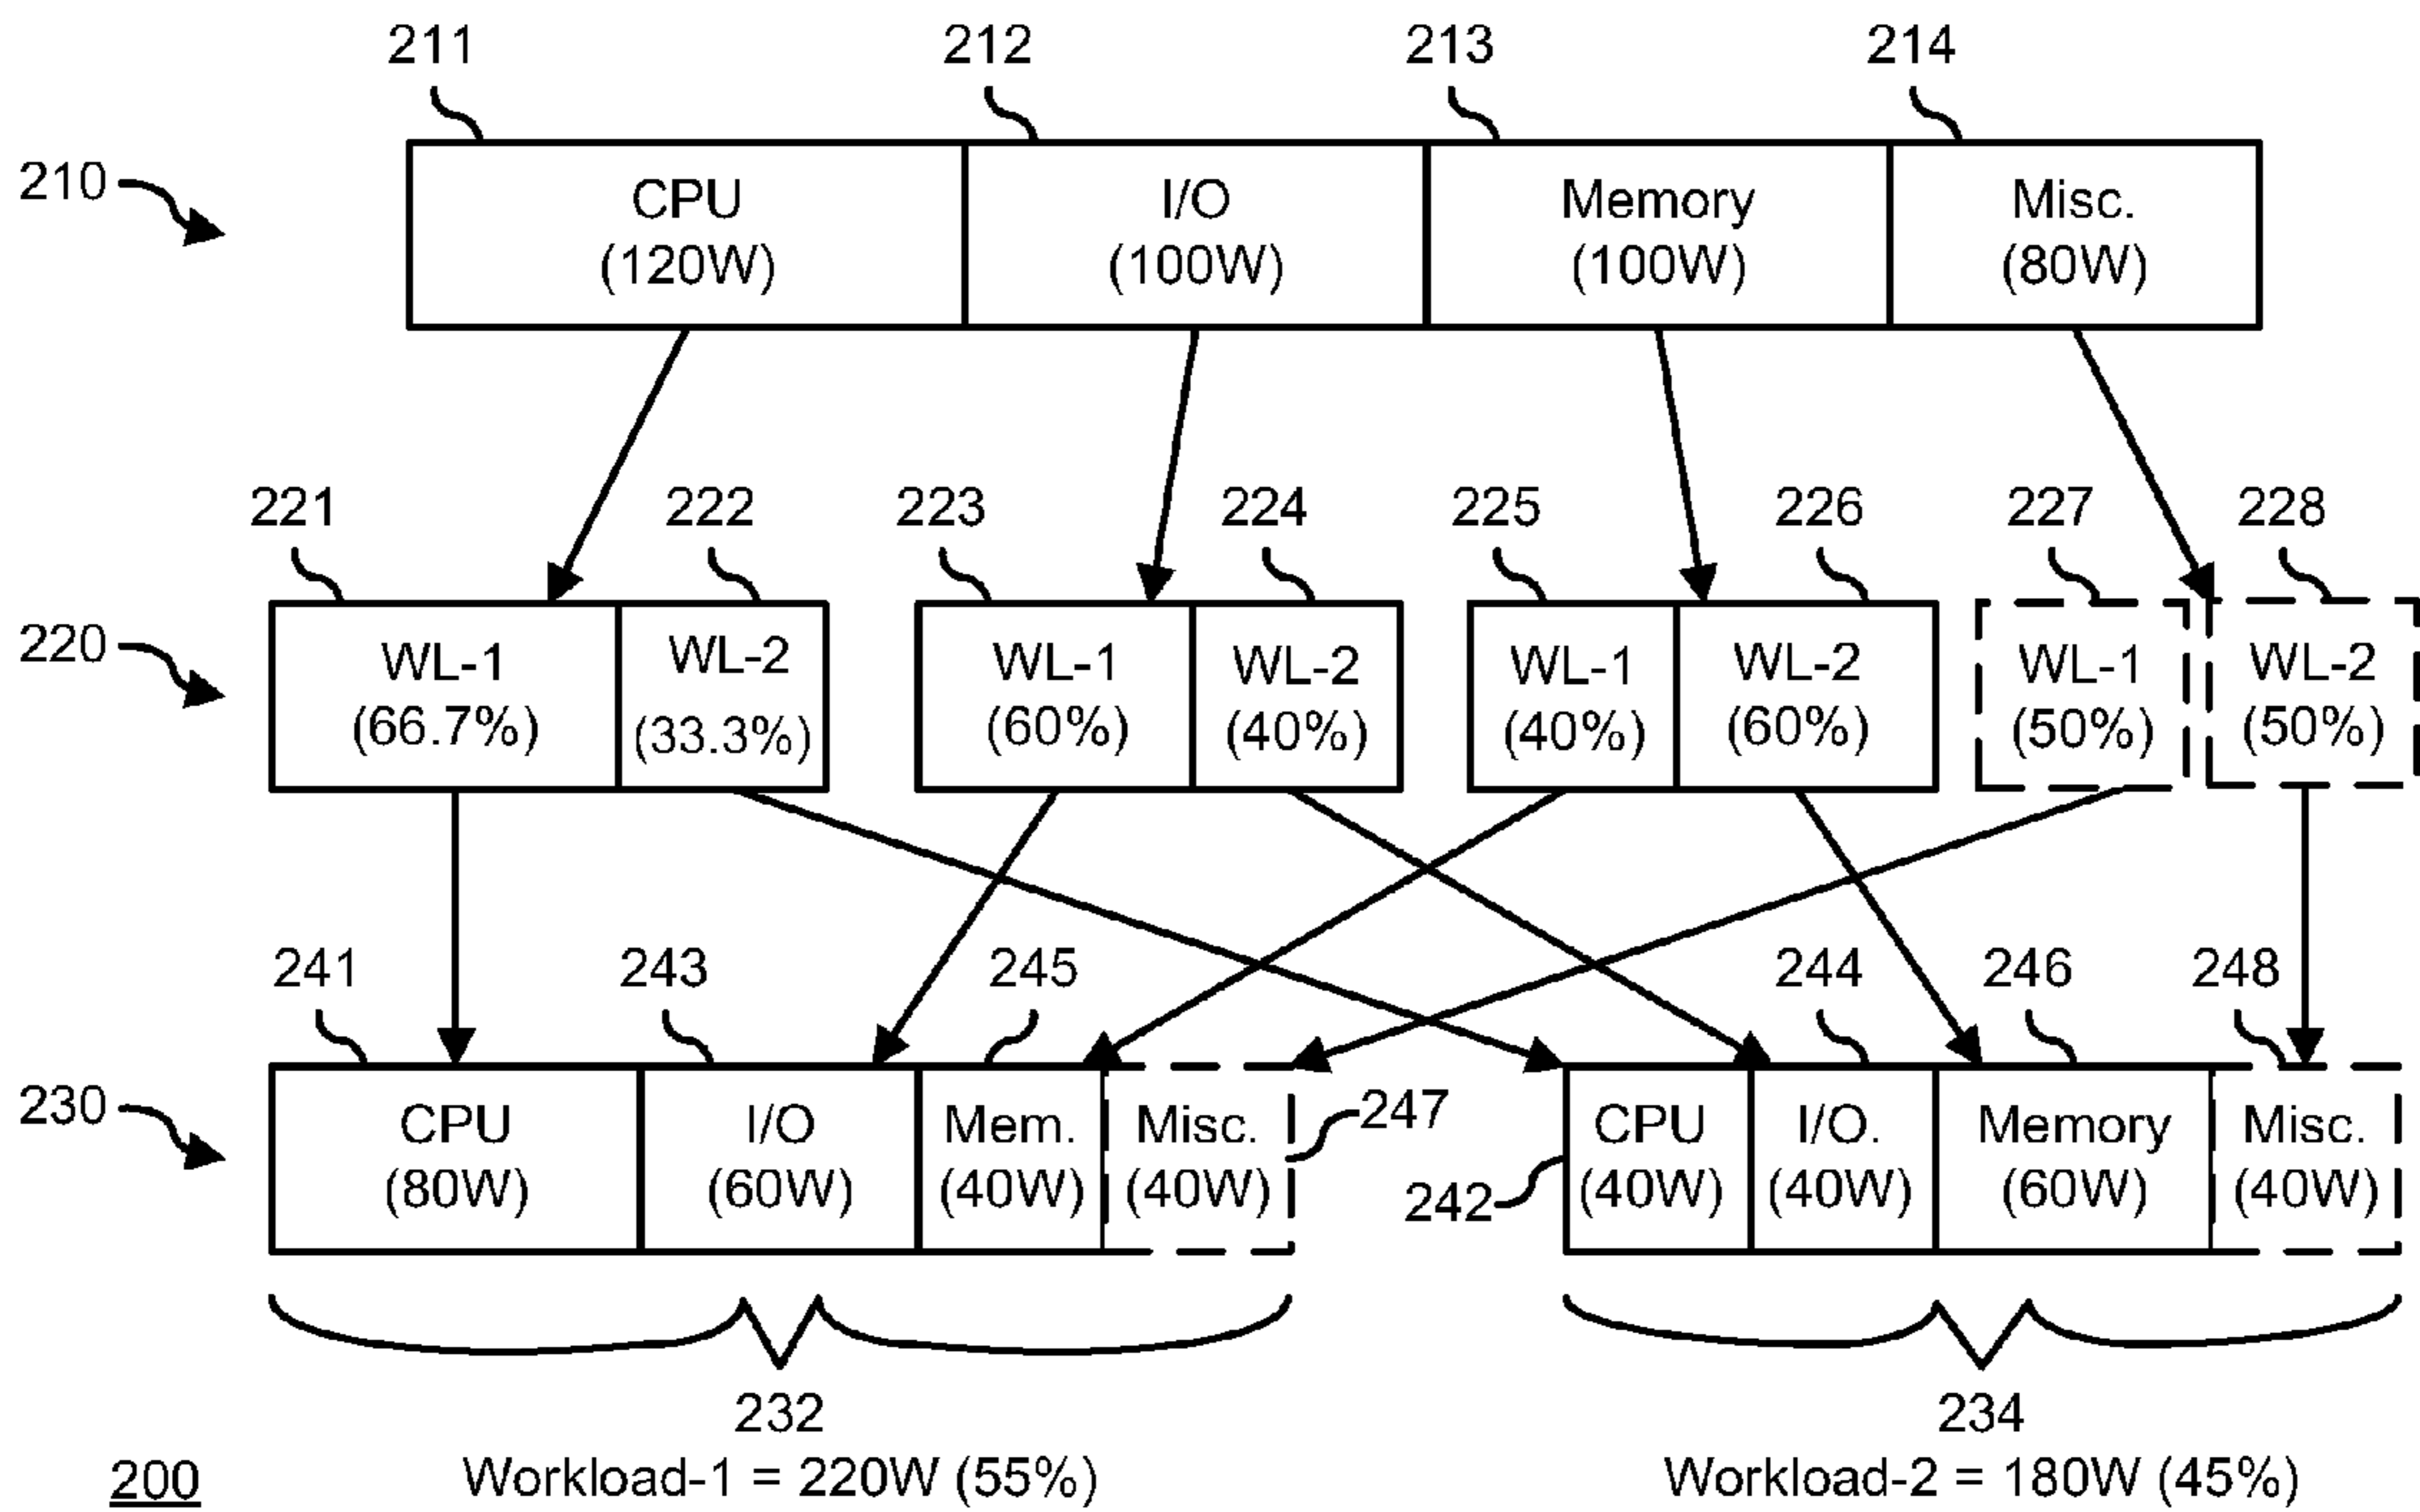 211
212
213
214
210
CPU
(120W)
I/O
(100W)
Memory
(100W)
Misc.
(80W)
221
222
223
224
225
226
227
228
220
WL-1
(66.7%)
WL-2
(33.3%)
WL-1
(60%)
WL-2
(40%)
WL-1
(40%)
WL-2
(60%)
WL-1
(50%)
WL-2
(50%)
241
243
245
244
246
248
230
CPU
(80W)
I/O
(60W)
Mem.
(40W)
Misc.
(40W)
247
242
CPU
(40W)
I/O.
(40W)
Memory
(60W)
Misc.
(40W)
232
Workload-1 = 220W (55%)
234
Workload-2 = 180W (45%)
200